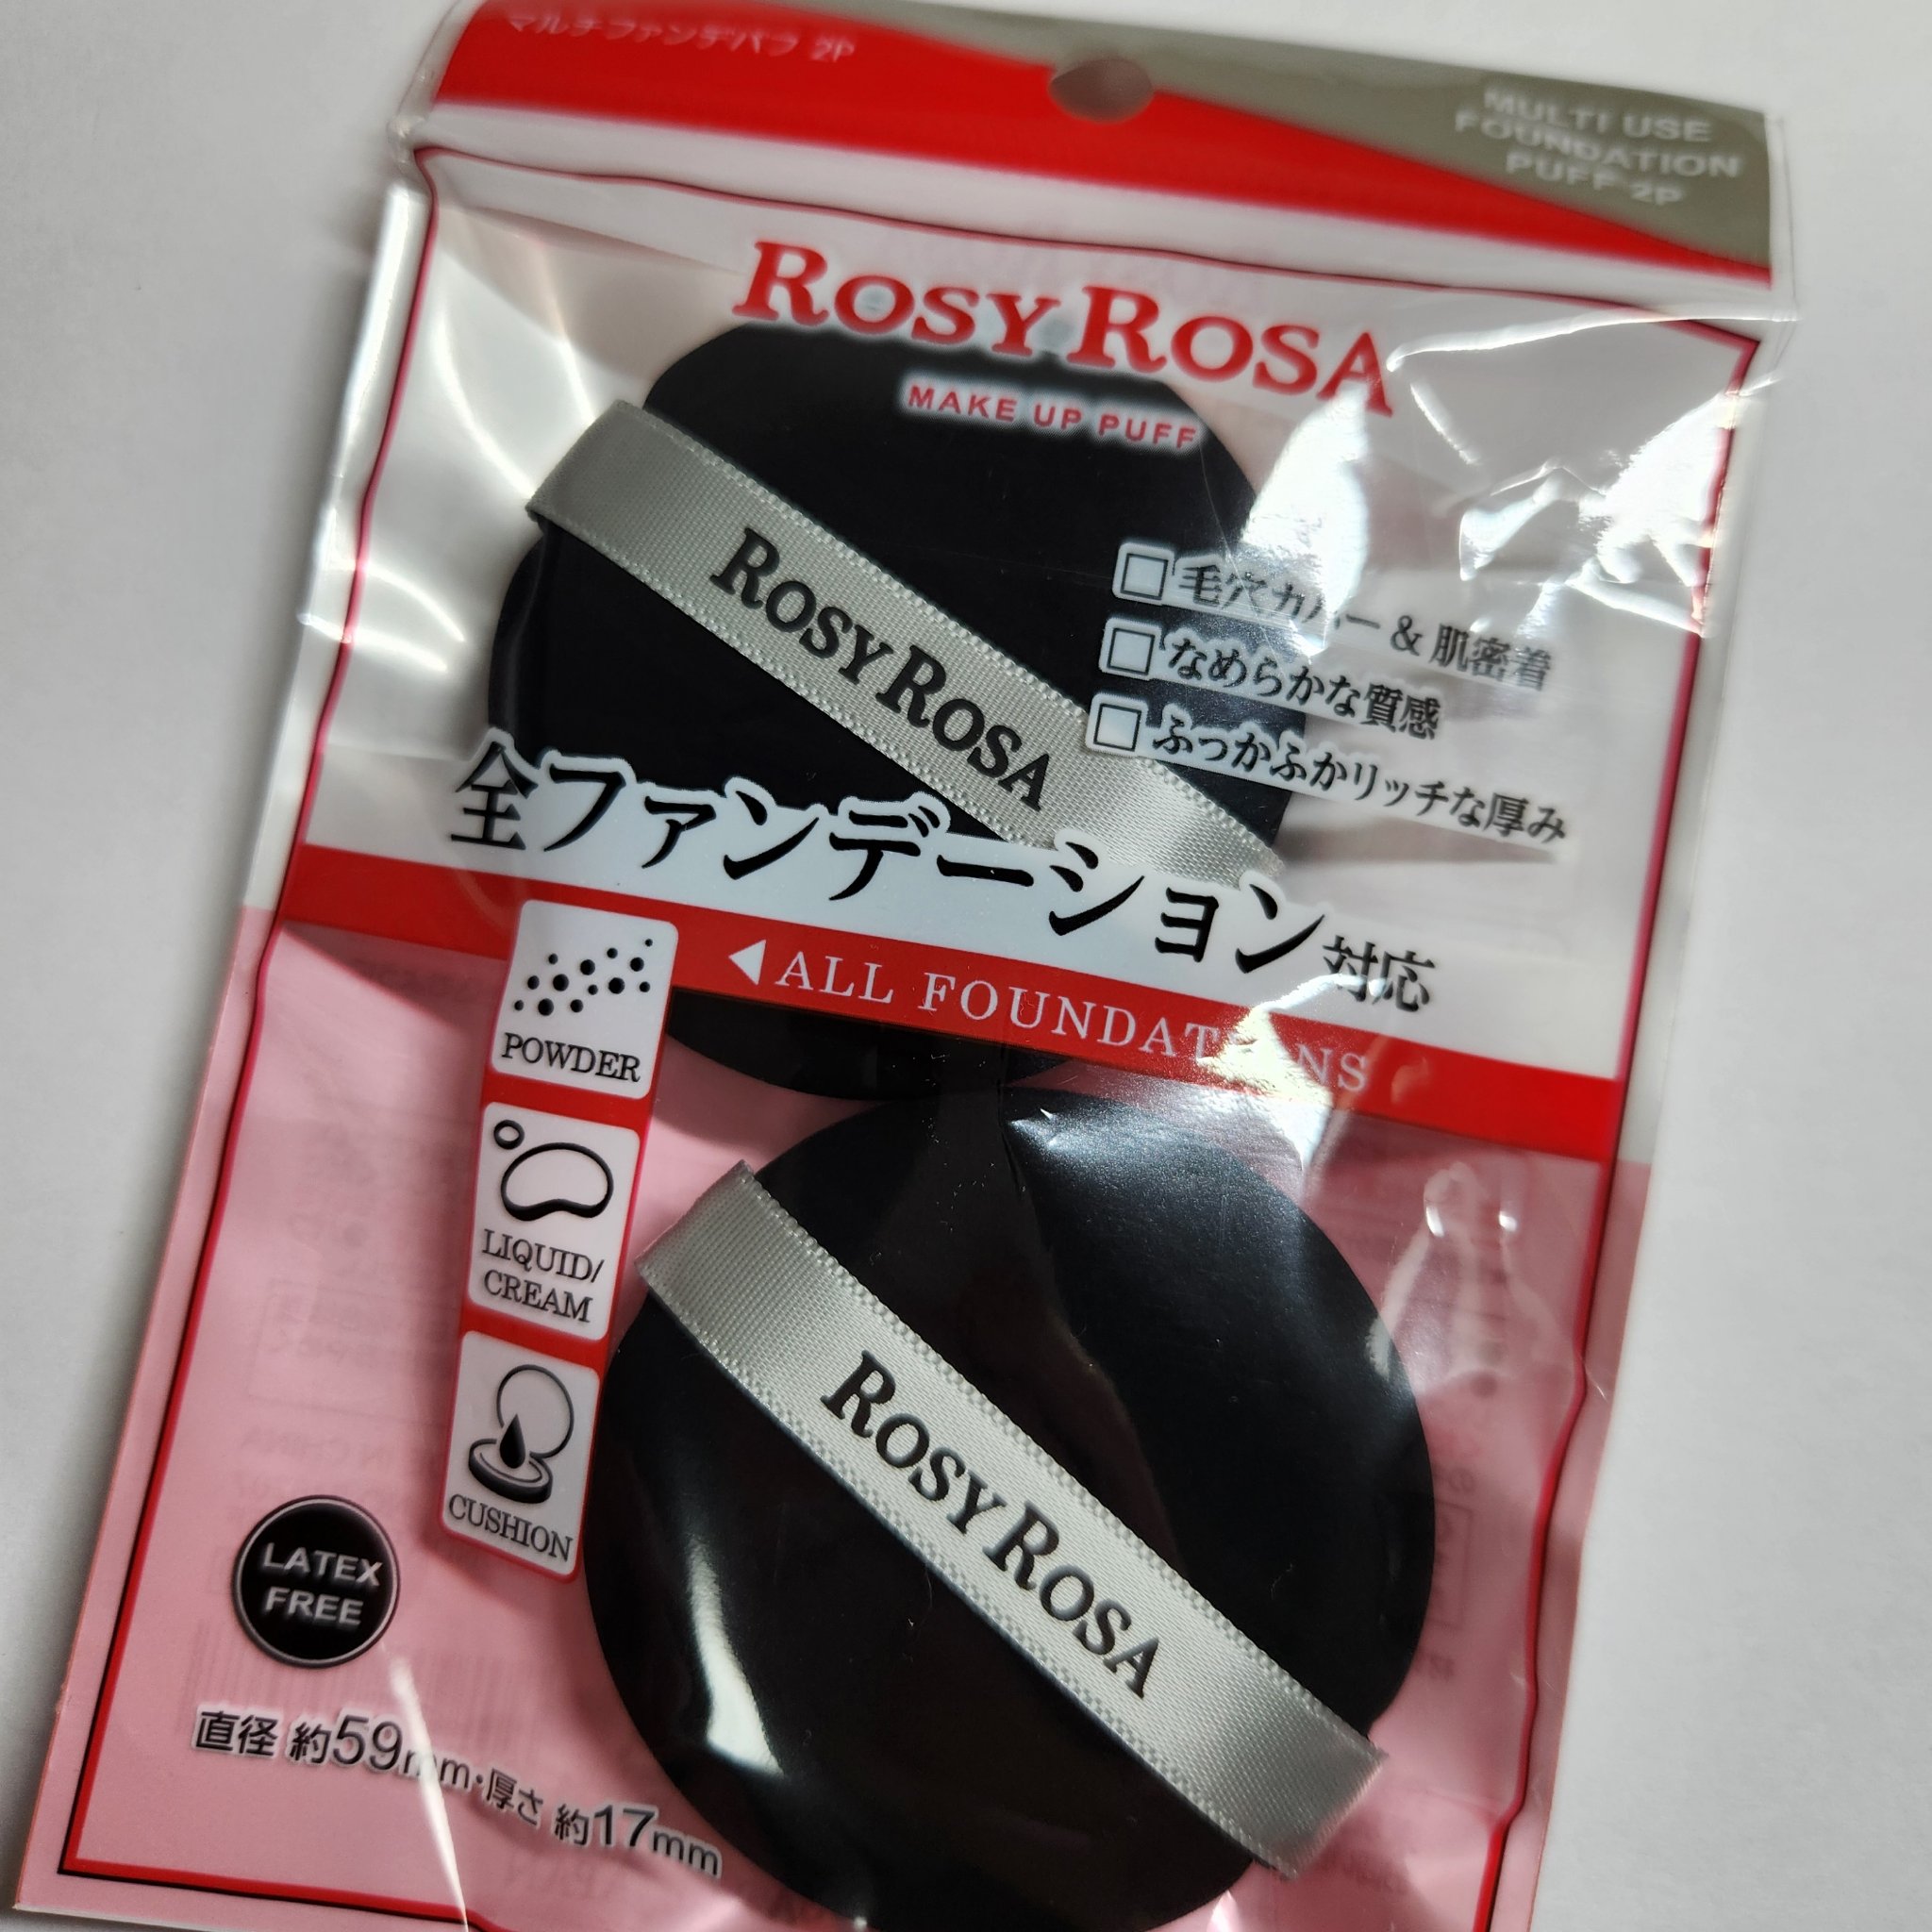 マルチファンデパフ 2P
MULTI USE
FOUNDATION
PUFF 2P
ROSY ROSA
MAKE UP PUFF
ROSY ROSA
□毛穴カバー & 肌密着
□なめらかな質感
□ふっかふかリッチな厚み
全ファンデーション対応
◀ALL FOUNDATIONS
POWDER
LIQUID/
CREAM
CUSHION
ROSY ROSA
LATEX
FREE
直径 約59mm・厚さ 約17mm